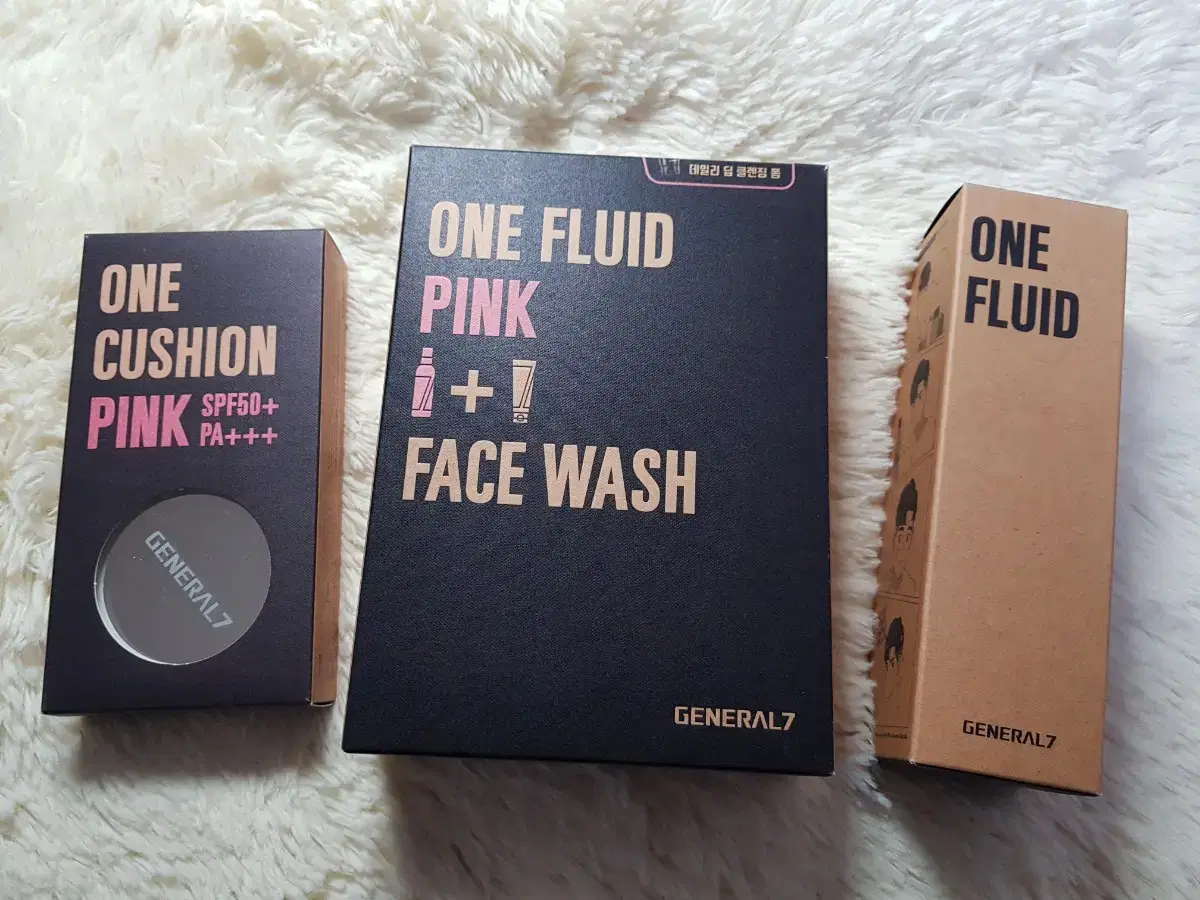 ONE
CUSHION
PINK SPF50+
PA+++
GENERAL7
데일리 딥 클렌징 폼
ONE FLUID
PINK
+
FACE WASH
GENERAL7
ONE
FLUID
GENERAL7